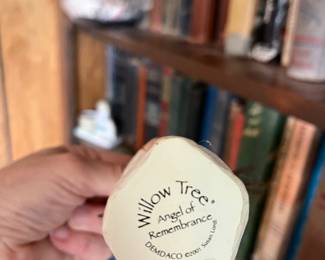 Willow Tree®
Angel of
Remembrance
DEMDACO ©2001 Susan Lordi